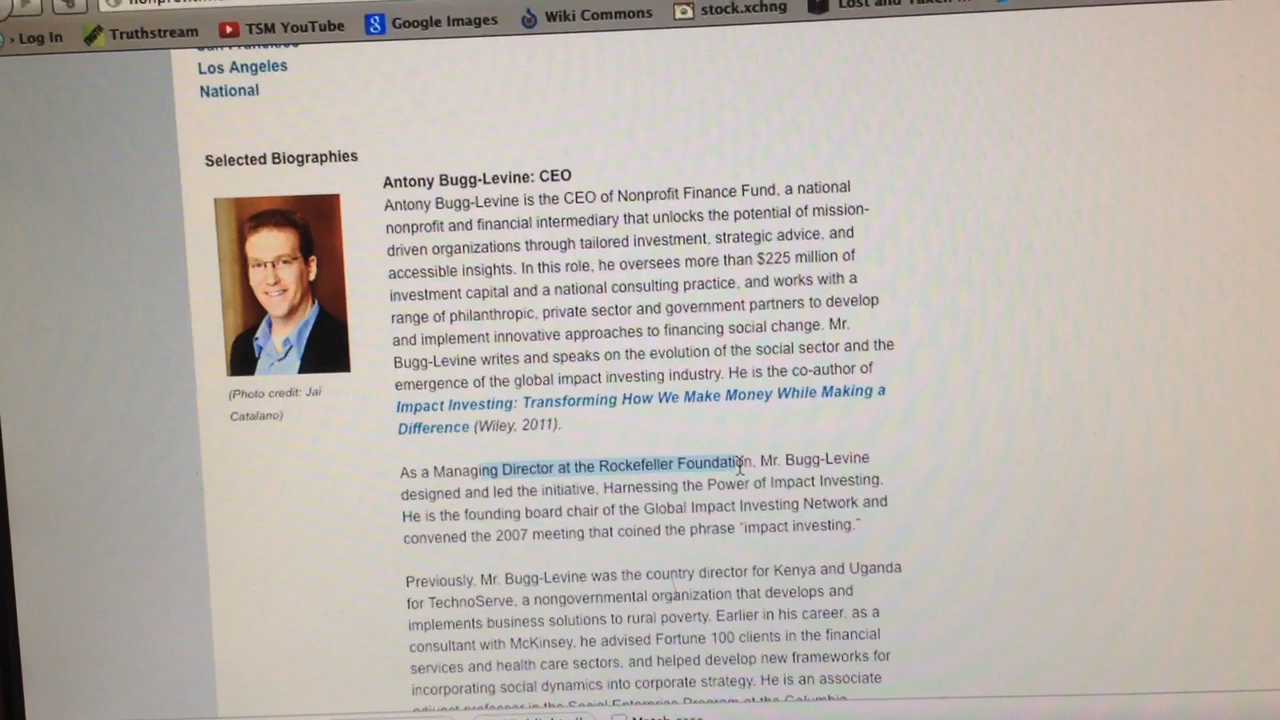 Log In
Truthstream
TSM YouTube
Google Images
Wiki Commons
stock.xchng
Lost and
Los Angeles
National
Selected Biographies
(Photo credit: Jai
Catalano)
Antony Bugg-Levine: CEO
Antony Bugg-Levine is the CEO of Nonprofit Finance Fund, a national
nonprofit and financial intermediary that unlocks the potential of mission-
driven organizations through tailored investment, strategic advice, and
accessible insights. In this role, he oversees more than $225 million of
investment capital and a national consulting practice, and works with a
range of philanthropic, private sector and government partners to develop
and implement innovative approaches to financing social change. Mr.
Bugg-Levine writes and speaks on the evolution of the social sector and the
emergence of the global impact investing industry. He is the co-author of
Impact Investing: Transforming How We Make Money While Making a
Difference (Wiley, 2011).
As a Managing Director at the Rockefeller Foundation, Mr. Bugg-Levine
designed and led the initiative, Harnessing the Power of Impact Investing.
He is the founding board chair of the Global Impact Investing Network and
convened the 2007 meeting that coined the phrase "impact investing."
Previously, Mr. Bugg-Levine was the country director for Kenya and Uganda
for TechnoServe, a nongovernmental organization that develops and
implements business solutions to rural poverty. Earlier in his career, as a
consultant with McKinsey, he advised Fortune 100 clients in the financial
services and health care sectors, and helped develop new frameworks for
incorporating social dynamics into corporate strategy. He is an associate